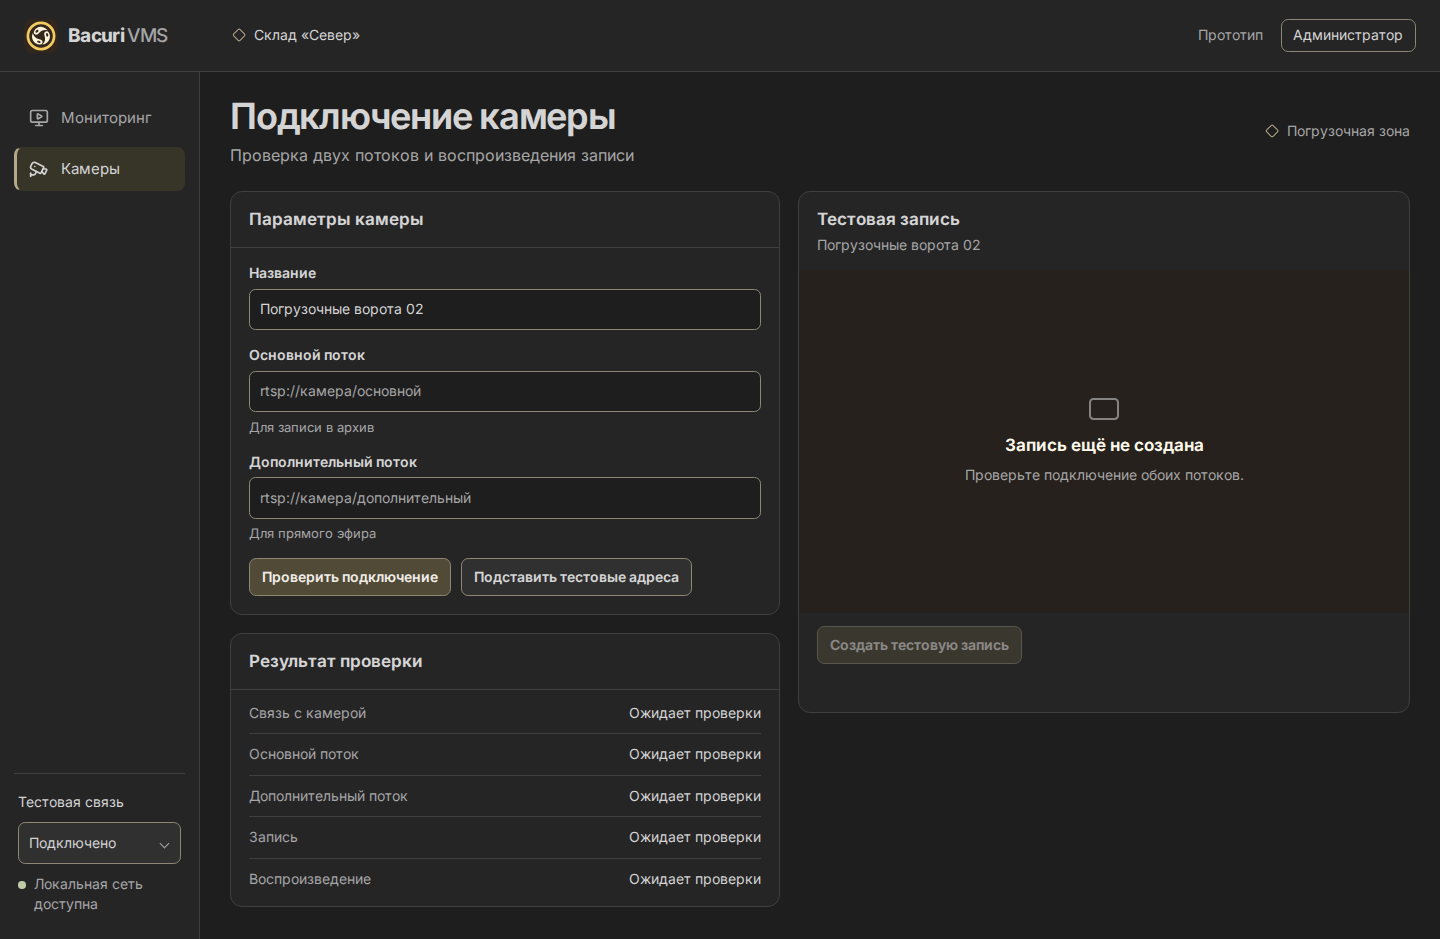 Bacuri VMS
Склад «Север»
Прототип
Администратор
Мониторинг
Камеры
Тестовая связь
Подключено
Локальная сеть
доступна
Подключение камеры
Проверка двух потоков и воспроизведения записи
Погрузочная зона
Параметры камеры
Название
Погрузочные ворота 02
Основной поток
rtsp://камера/основной
Для записи в архив
Дополнительный поток
rtsp://камера/дополнительный
Для прямого эфира
Проверить подключение
Подставить тестовые адреса
Результат проверки
Связь с камерой Ожидает проверки
Основной поток Ожидает проверки
Дополнительный поток Ожидает проверки
Запись Ожидает проверки
Воспроизведение Ожидает проверки
Тестовая запись
Погрузочные ворота 02
Запись ещё не создана
Проверьте подключение обоих потоков.
Создать тестовую запись